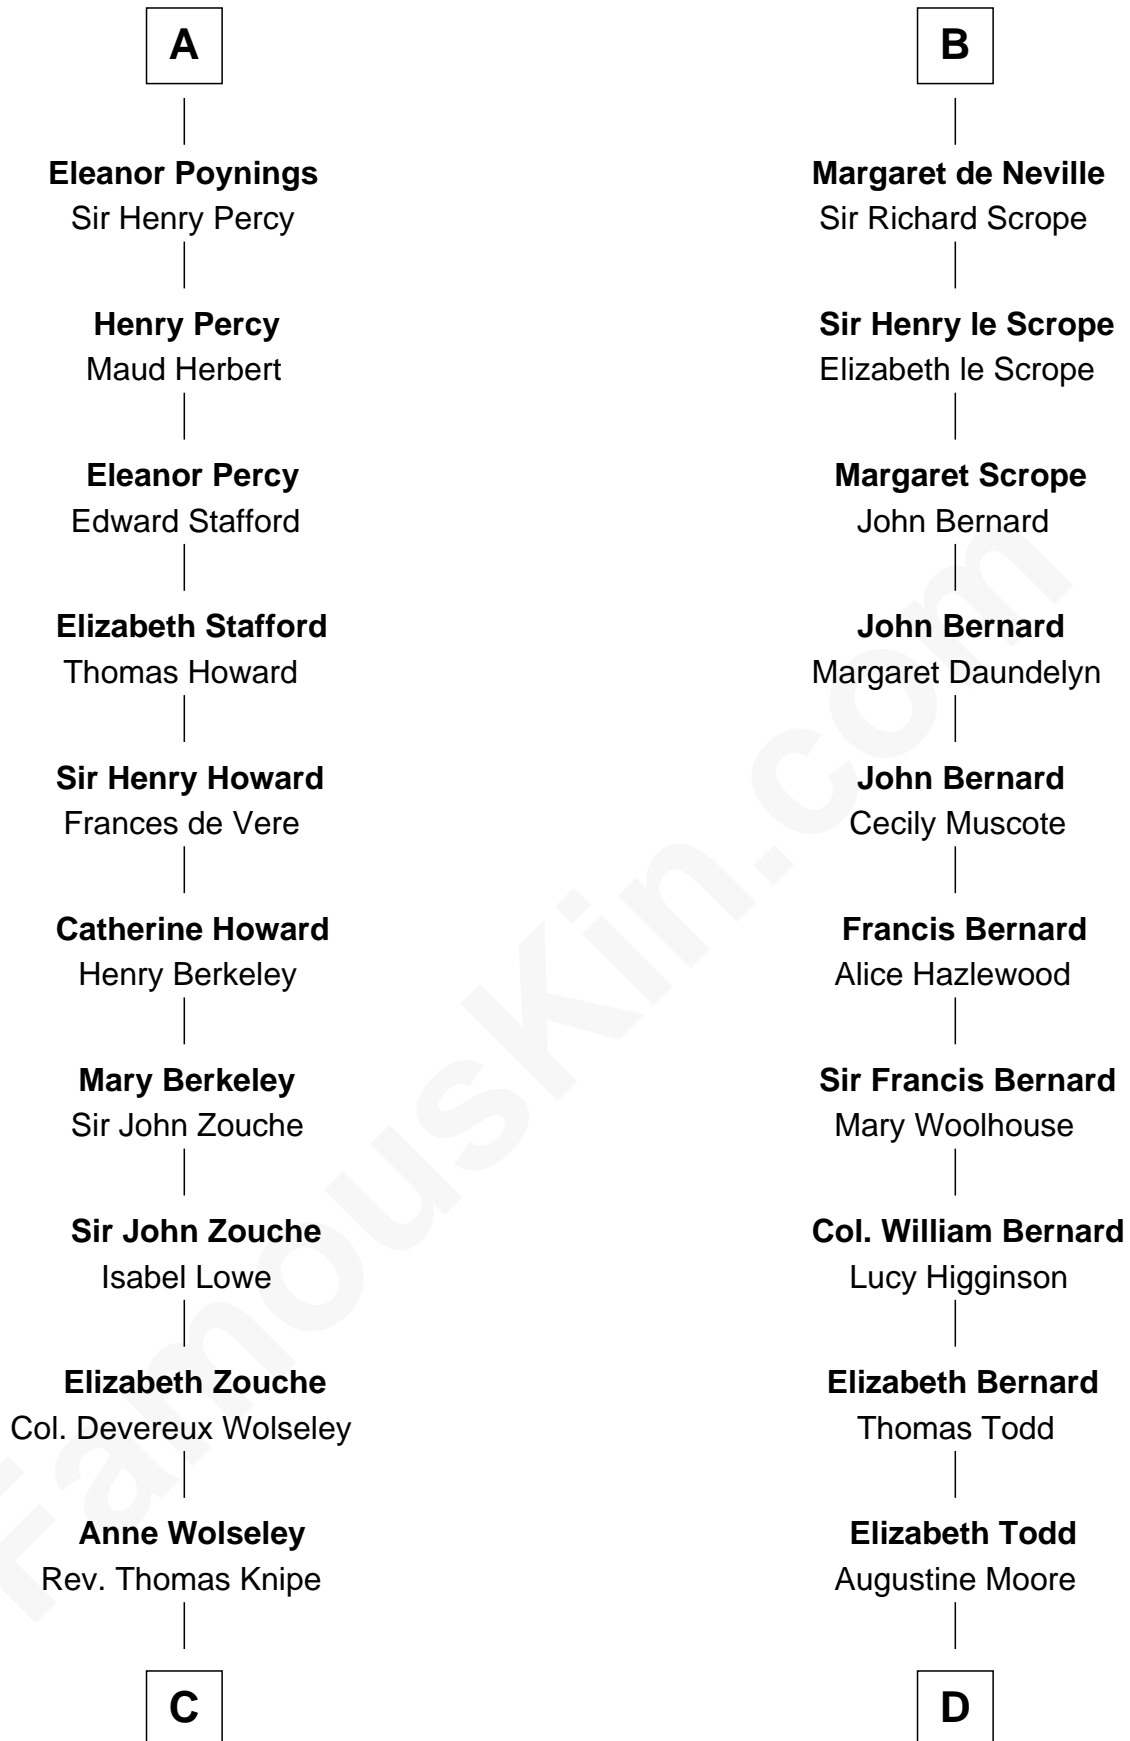 A
Eleanor Poynings
Sir Henry Percy
Henry Percy
Maud Herbert
Eleanor Percy
Edward Stafford
Elizabeth Stafford
Thomas Howard
Sir Henry Howard
Frances de Vere
Catherine Howard
Henry Berkeley
Mary Berkeley
Sir John Zouche
Sir John Zouche
Isabel Lowe
Elizabeth Zouche
Col. Devereux Wolseley
Anne Wolseley
Rev. Thomas Knipe
C
B
Margaret de Neville
Sir Richard Scrope
Sir Henry le Scrope
Elizabeth le Scrope
Margaret Scrope
John Bernard
John Bernard
Margaret Daundelyn
John Bernard
Cecily Muscote
Francis Bernard
Alice Hazlewood
Sir Francis Bernard
Mary Woolhouse
Col. William Bernard
Lucy Higginson
Elizabeth Bernard
Thomas Todd
Elizabeth Todd
Augustine Moore
D
FamousKin.com